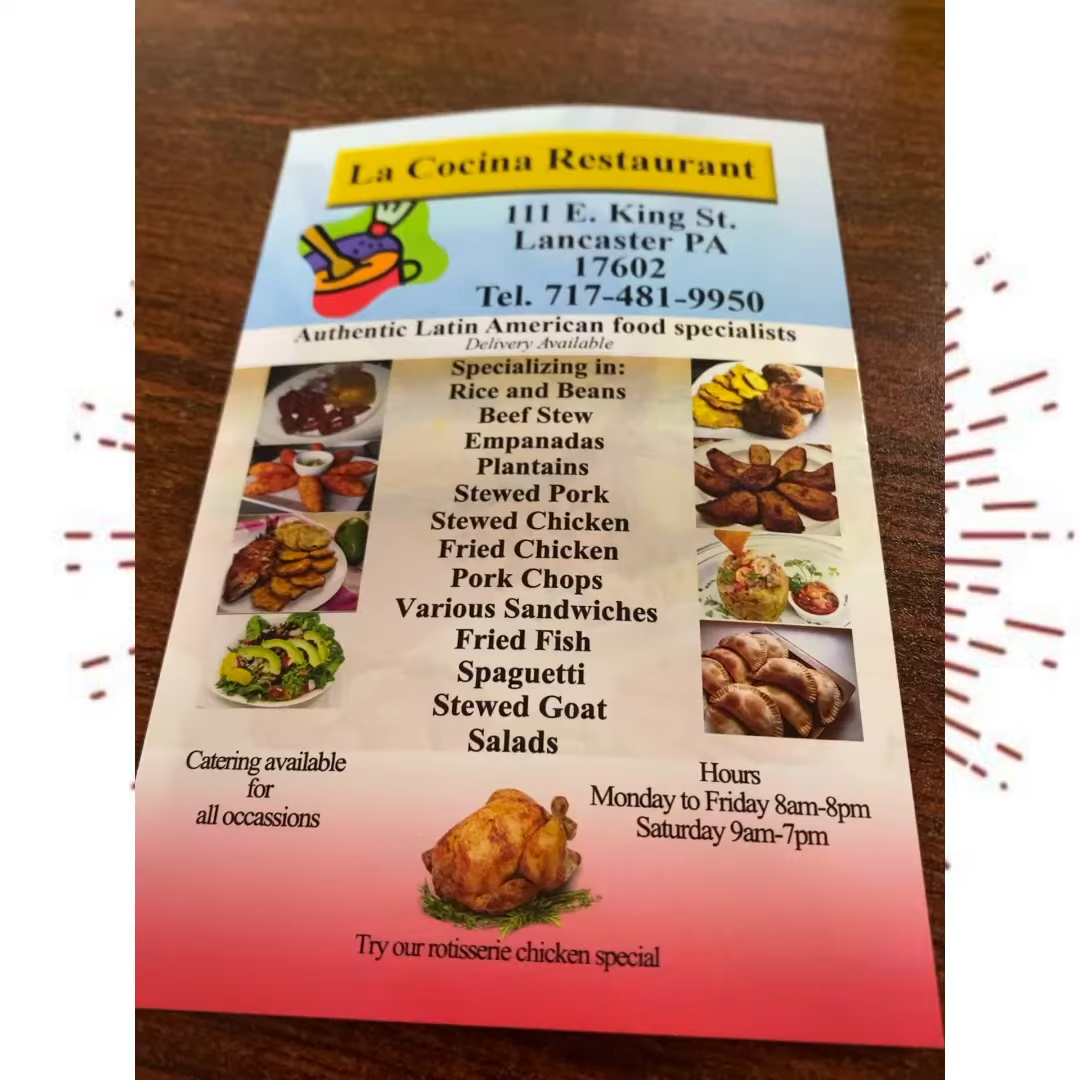 La Cocina Restaurant
111 E. King St.
Lancaster PA
17602
Tel. 717-481-9950
Authentic Latin American food specialists
Delivery Available
Specializing in:
Rice and Beans
Beef Stew
Empanadas
Plantains
Stewed Pork
Stewed Chicken
Fried Chicken
Pork Chops
Various Sandwiches
Fried Fish
Spaguetti
Stewed Goat
Salads
Catering available
for
all occassions
Hours
Monday to Friday 8am-8pm
Saturday 9am-7pm
Try our rotisserie chicken special